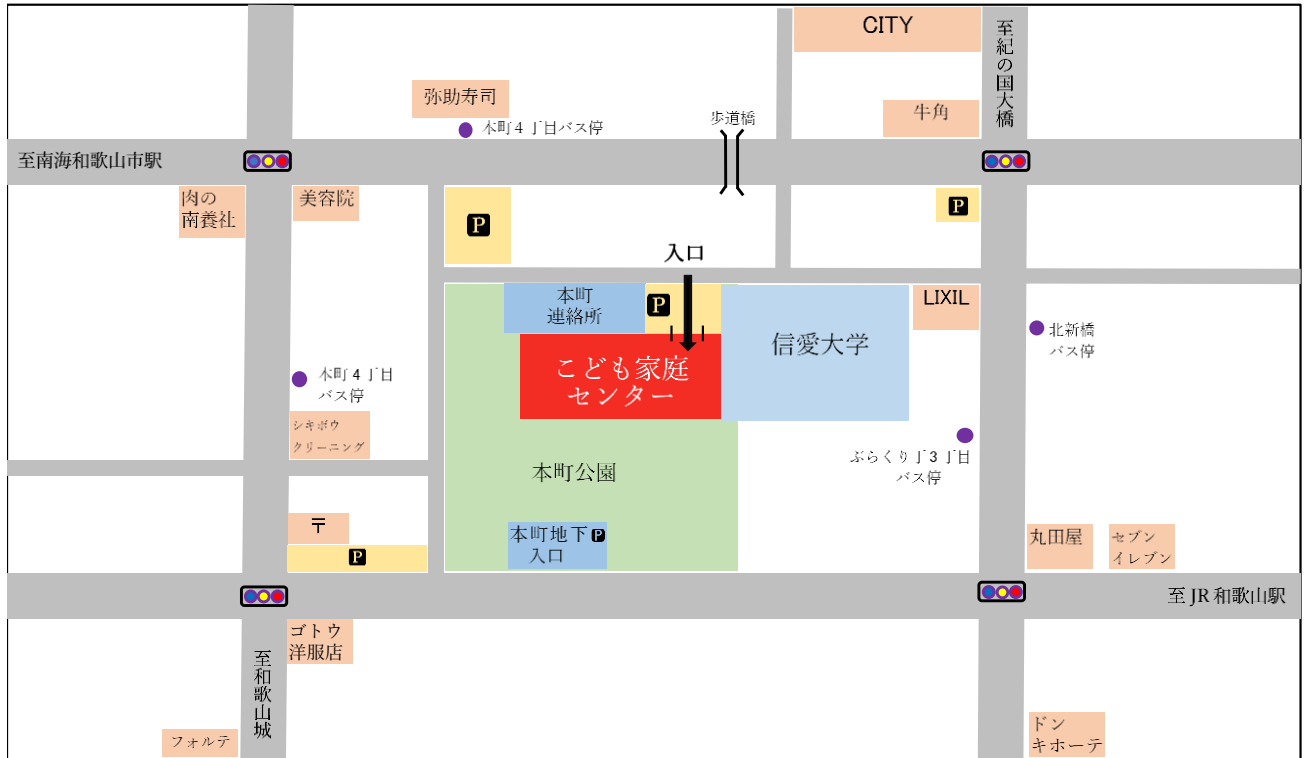 CITY
至紀の国大橋
弥助寿司
牛角
歩道橋
本町4丁目バス停
至南海和歌山市駅
肉の
南養社
美容院
P
P
入口
本町
連絡所
P
LIXIL
信愛大学
北新橋
バス停
こども家庭
センター
本町4丁目
バス停
シキボウ
クリーニング
ぶらくり丁3丁目
バス停
本町公園
〒
本町地下P
入口
丸田屋
セブン
イレブン
P
至JR和歌山駅
ゴトウ
洋服店
至和歌山城
フォルテ
ドン
キホーテ